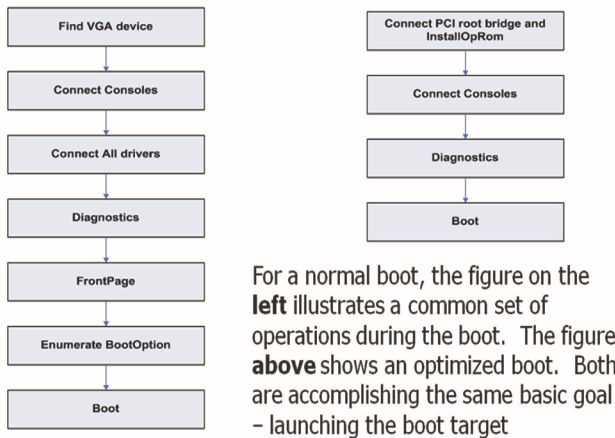 Find VGA device
Connect Consoles
Connect All drivers
Diagnostics
FrontPage
Enumerate BootOption
Boot
Connect PCI root bridge and
InstallOpRom
Connect Consoles
Diagnostics
Boot
For a normal boot, the figure on the
left illustrates a common set of
operations during the boot. The figure
above shows an optimized boot. Both
are accomplishing the same basic goal
– launching the boot target